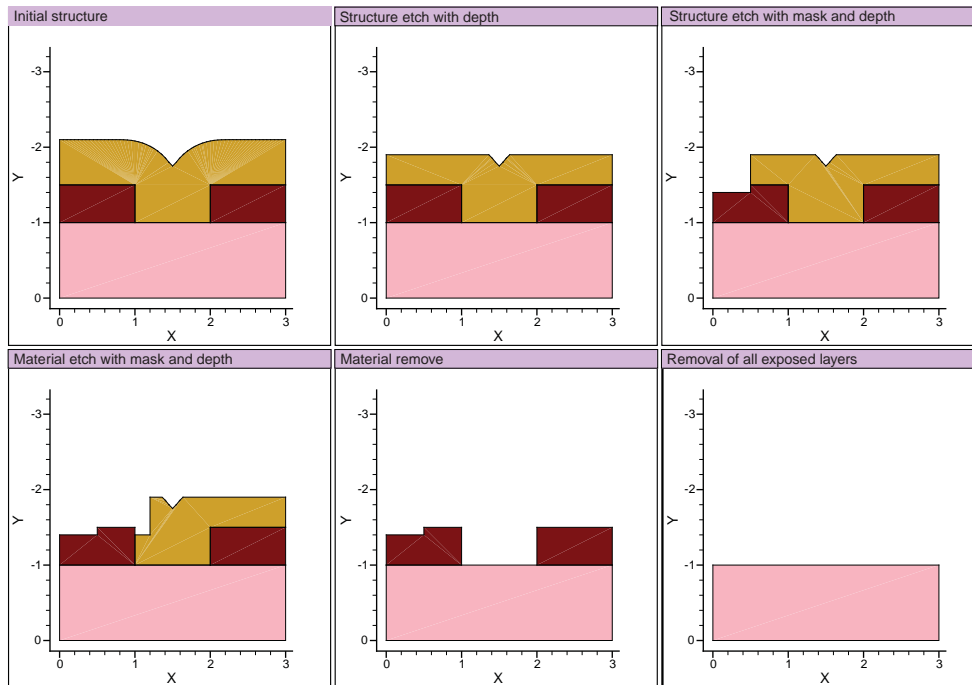 Initial structure
-3
-2
-1
0
Y
0 1 2 3
X
Structure etch with depth
-3
-2
-1
0
Y
0 1 2 3
X
Structure etch with mask and depth
-3
-2
-1
0
Y
0 1 2 3
X
Material etch with mask and depth
-3
-2
-1
0
Y
0 1 2 3
X
Material remove
-3
-2
-1
0
Y
0 1 2 3
X
Removal of all exposed layers
-3
-2
-1
0
Y
0 1 2 3
X